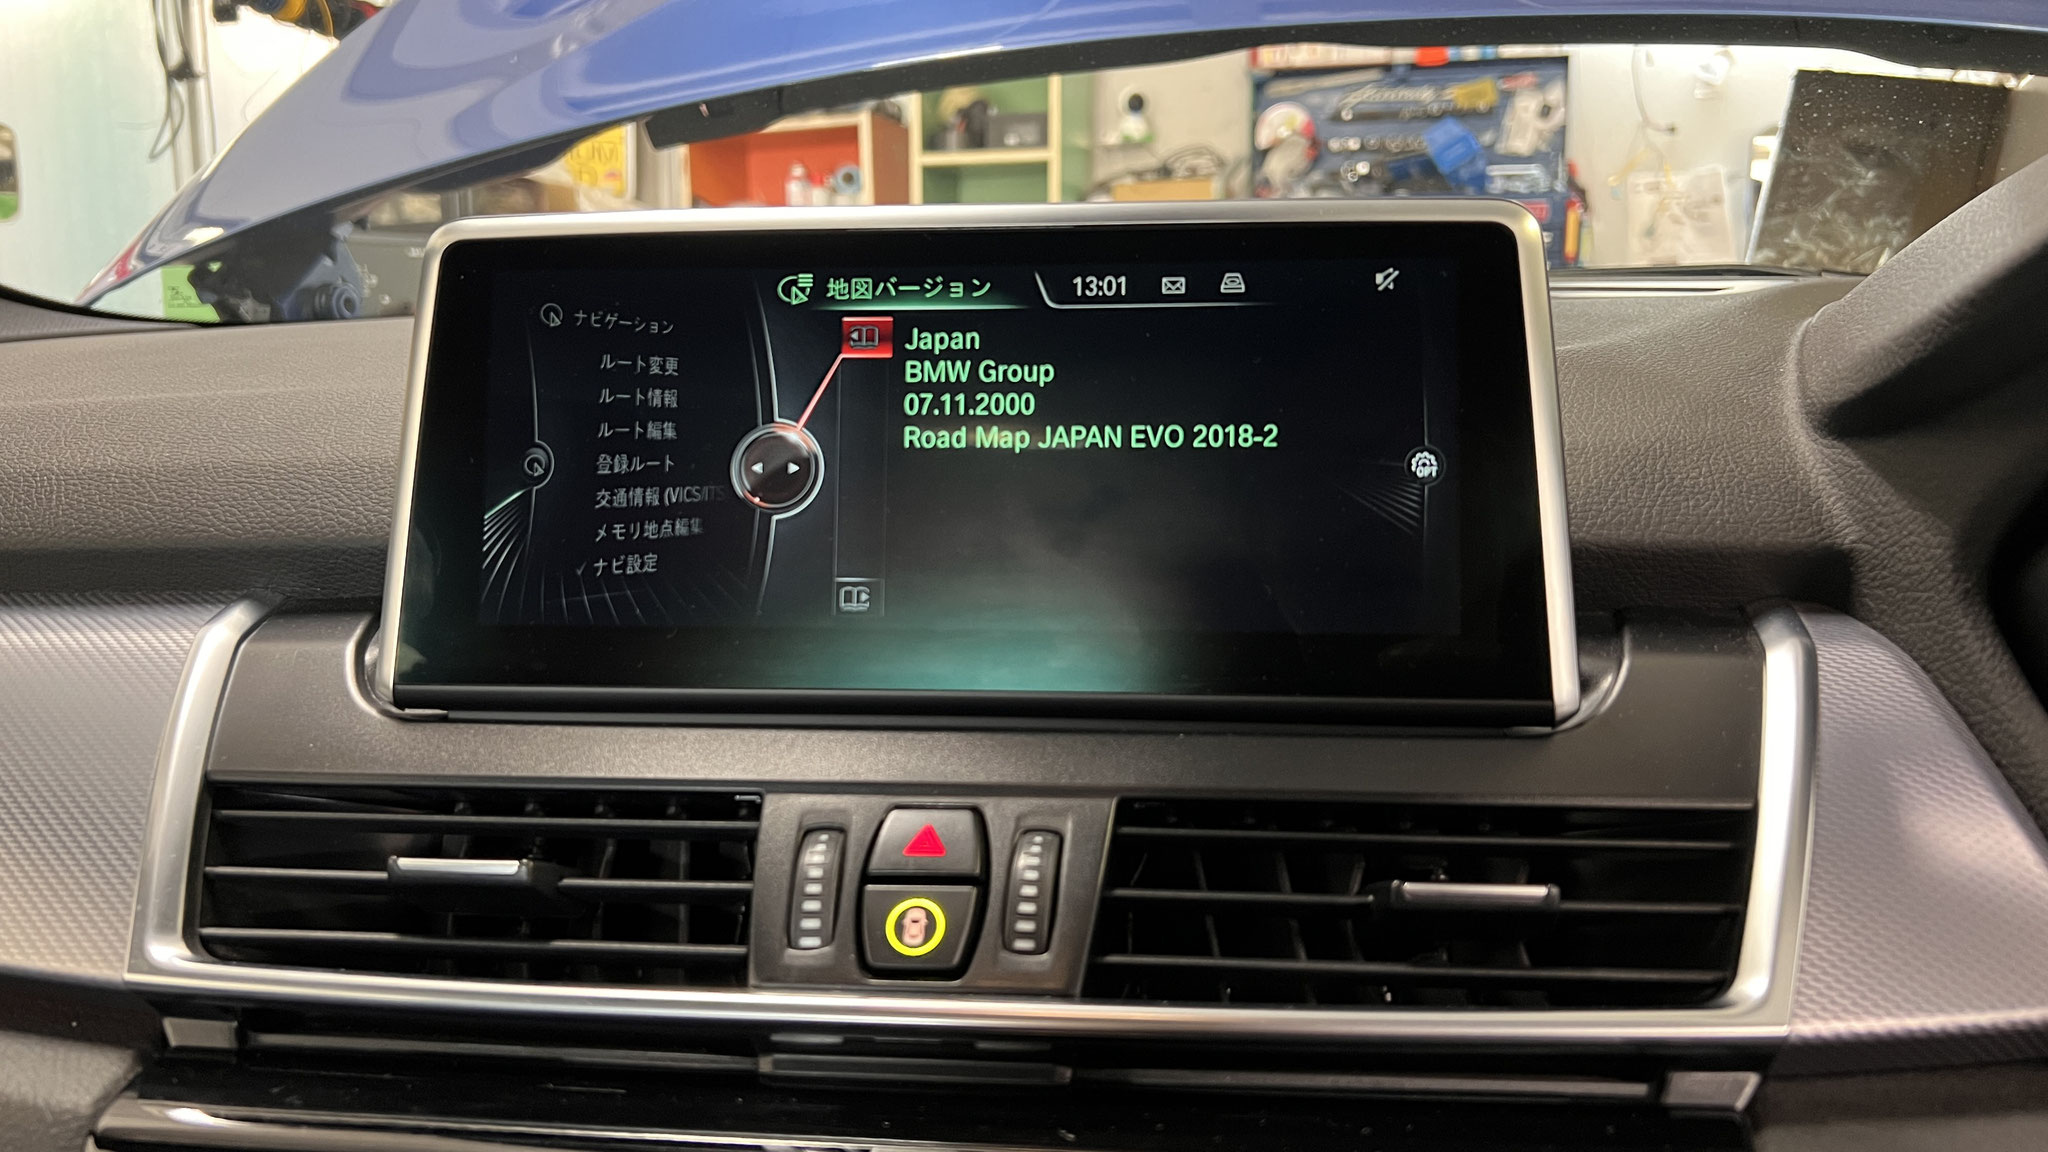 地図バージョン
13:01
ナビゲーション
ルート変更
ルート情報
ルート編集
登録ルート
交通情報 (VICS/ITS
メモリ地点編集
ナビ設定
Japan
BMW Group
07.11.2000
Road Map JAPAN EVO 2018-2
OPT